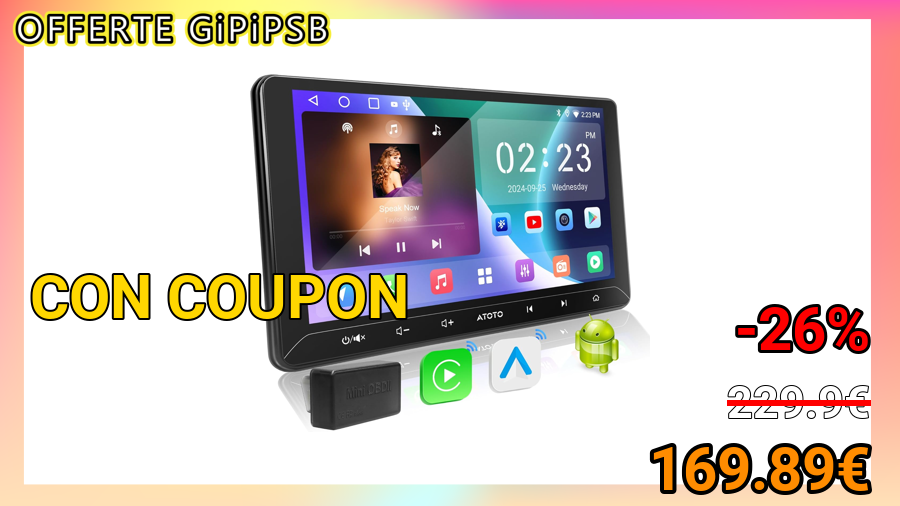 OFFERTE GiPiPSB
2:23 PM
PM
02:23
2024-09-25 Wednesday
Speak Now
CON COUPON
ATOTO
-26%
229.9€
169.89€